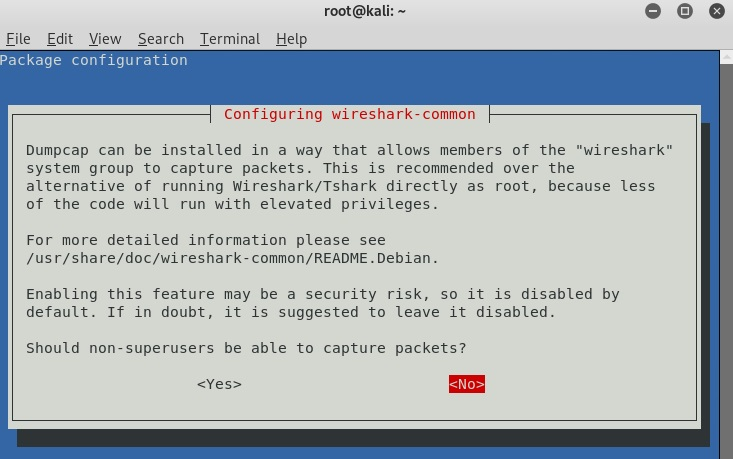 root@kali: ~
File Edit View Search Terminal Help
Package configuration
Configuring wireshark-common
Dumpcap can be installed in a way that allows members of the "wireshark"
system group to capture packets. This is recommended over the
alternative of running Wireshark/Tshark directly as root, because less
of the code will run with elevated privileges.
For more detailed information please see
/usr/share/doc/wireshark-common/README.Debian.
Enabling this feature may be a security risk, so it is disabled by
default. If in doubt, it is suggested to leave it disabled.
Should non-superusers be able to capture packets?
<Yes> <No>